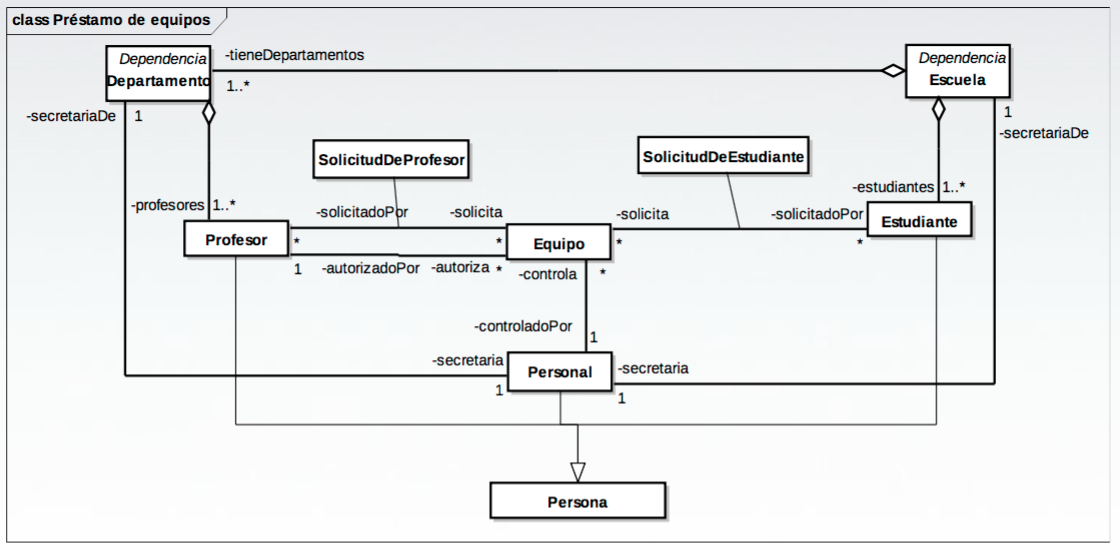 class Préstamo de equipos
Dependencia
Departamento
-tieneDepartamentos
1..*
Dependencia
Escuela
-secretariaDe
1
1
-secretariaDe
SolicitudDeProfesor
SolicitudDeEstudiante
-profesores
1..*
-estudiantes
1..*
-solicitadoPor
-solicita
-solicita
-solicitadoPor
Profesor
*
*
Equipo
*
*
Estudiante
1
-autorizadoPor
-autoriza
*
-controla
*
-controladoPor
1
-secretaria
1
Personal
-secretaria
1
Persona